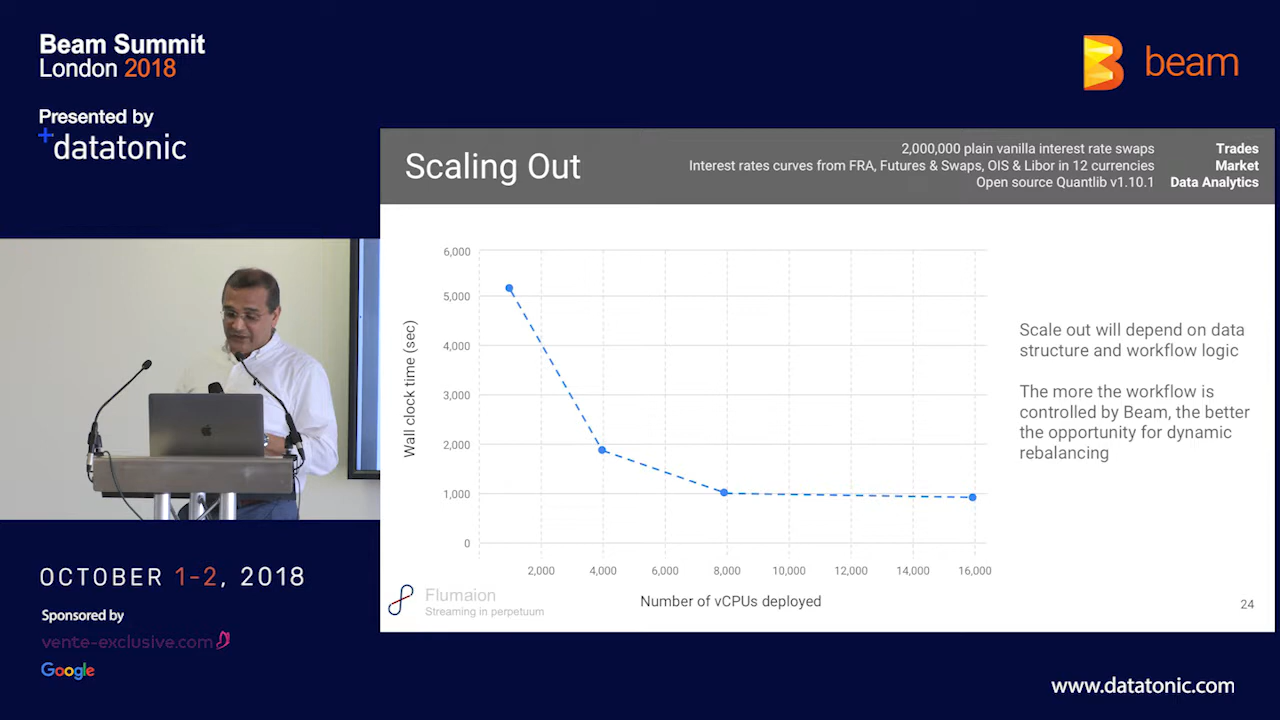 Beam Summit
London 2018
Presented by
+datatonic
beam
Scaling Out
2,000,000 plain vanilla interest rate swaps Trades
Interest rates curves from FRA, Futures & Swaps, OIS & Libor in 12 currencies Market
Open source Quantlib v1.10.1 Data Analytics
6,000
5,000
4,000
3,000
2,000
1,000
0
Wall clock time (sec)
2,000 4,000 6,000 8,000 10,000 12,000 14,000 16,000
Number of vCPUs deployed
Scale out will depend on data
structure and workflow logic
The more the workflow is
controlled by Beam, the better
the opportunity for dynamic
rebalancing
Flumaion
Streaming in perpetuum
24
OCTOBER 1-2, 2018
Sponsored by
vente-exclusive.com
Google
www.datatonic.com